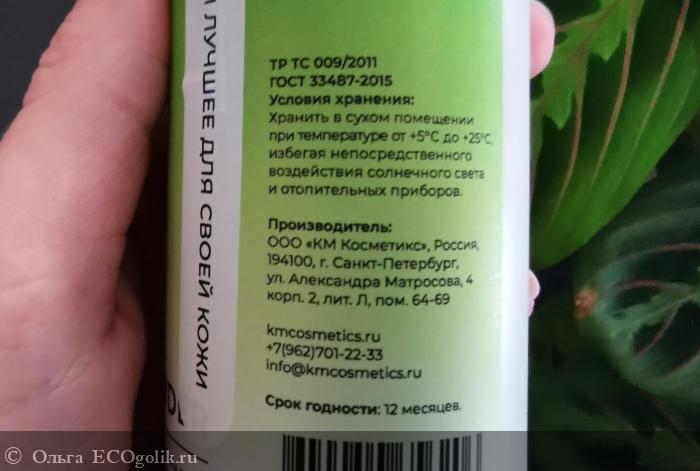 ТР ТС 009/2011
ГОСТ 33487-2015
Условия хранения:
Хранить в сухом помещении
при температуре от +5°С до +25°С,
избегая непосредственного
воздействия солнечного света
и отопительных приборов.
Производитель:
ООО «КМ Косметикс», Россия,
194100, г. Санкт-Петербург,
ул. Александра Матросова, 4
корп. 2, лит. Л, пом. 64-69
kmcosmetics.ru
+7(962)701-22-33
info@kmcosmetics.ru
Срок годности: 12 месяцев.
ЛУЧШЕЕ ДЛЯ СВОЕЙ КОЖИ
© Ольга ECOgolik.ru